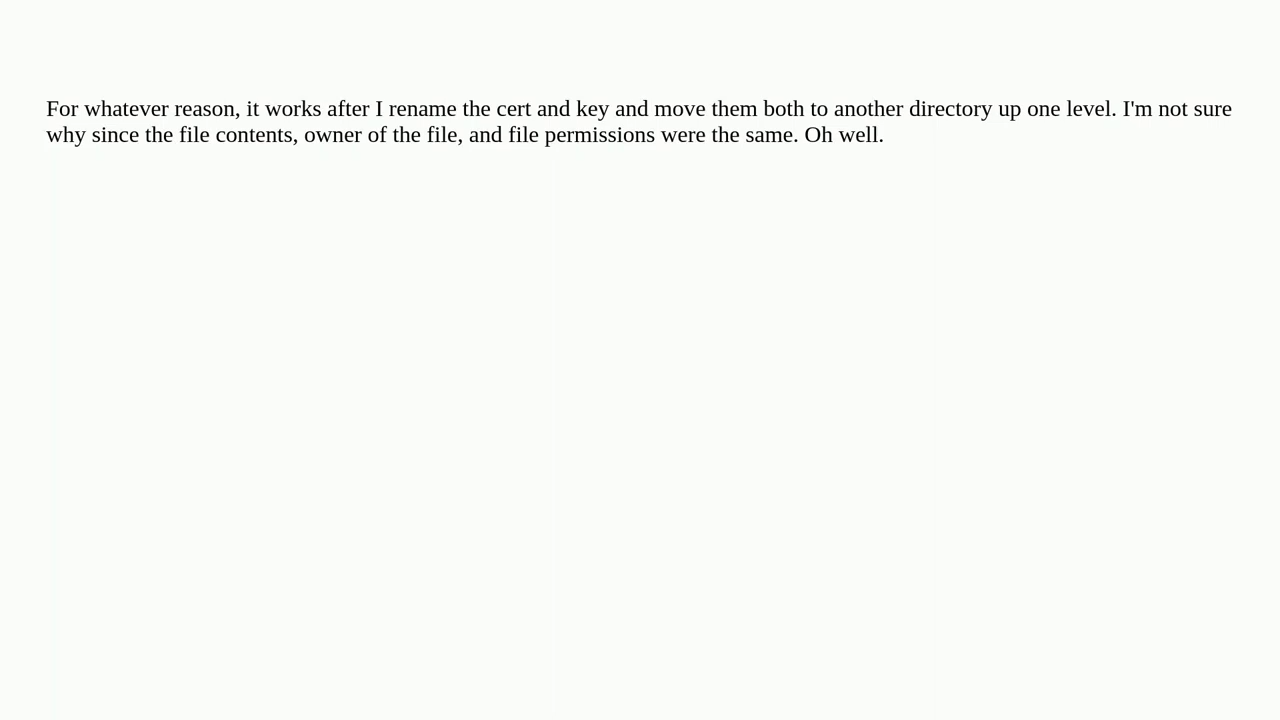 For whatever reason, it works after I rename the cert and key and move them both to another directory up one level. I'm not sure
why since the file contents, owner of the file, and file permissions were the same. Oh well.